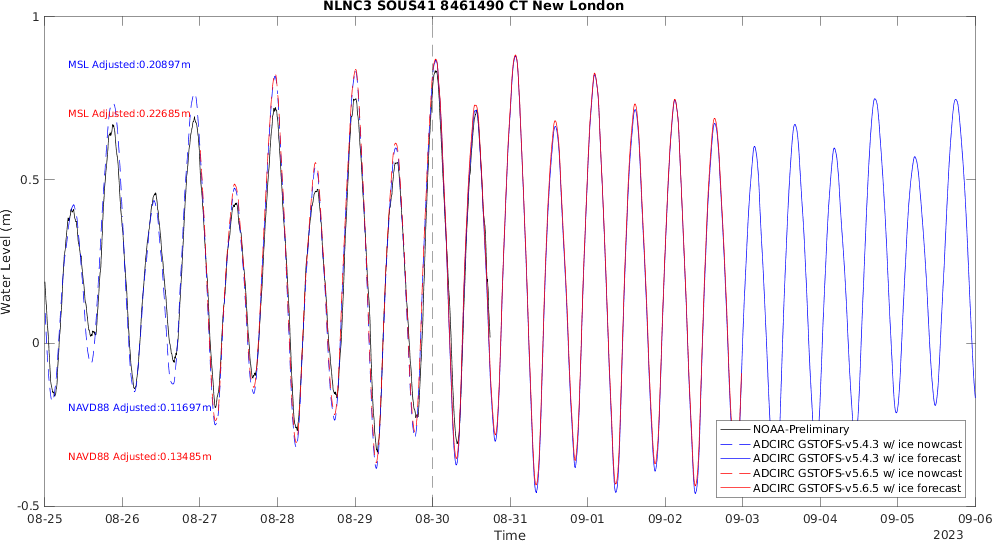 NLNC3 SOUS41 8461490 CT New London
1
0.5
0
-0.5
Water Level (m)
MSL Adjusted:0.20897m
MSL Adjusted:0.22685m
NAVD88 Adjusted:0.11697m
NAVD88 Adjusted:0.13485m
NOAA-Preliminary
ADCIRC GSTOFS-v5.4.3 w/ ice nowcast
ADCIRC GSTOFS-v5.4.3 w/ ice forecast
ADCIRC GSTOFS-v5.6.5 w/ ice nowcast
ADCIRC GSTOFS-v5.6.5 w/ ice forecast
08-25 08-26 08-27 08-28 08-29 08-30 08-31 09-01 09-02 09-03 09-04 09-05 09-06
Time
2023